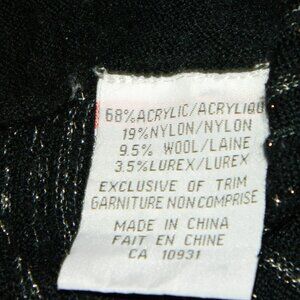 68%ACRYLIC/ACRYLIQU
19%NYLON/NYLON
9.5% WOOL/LAINE
3.5%LUREX/LUREX
EXCLUSIVE OF TRIM
GARNITURE NON COMPRISE
MADE IN CHINA
FAIT EN CHINE
CA 10931